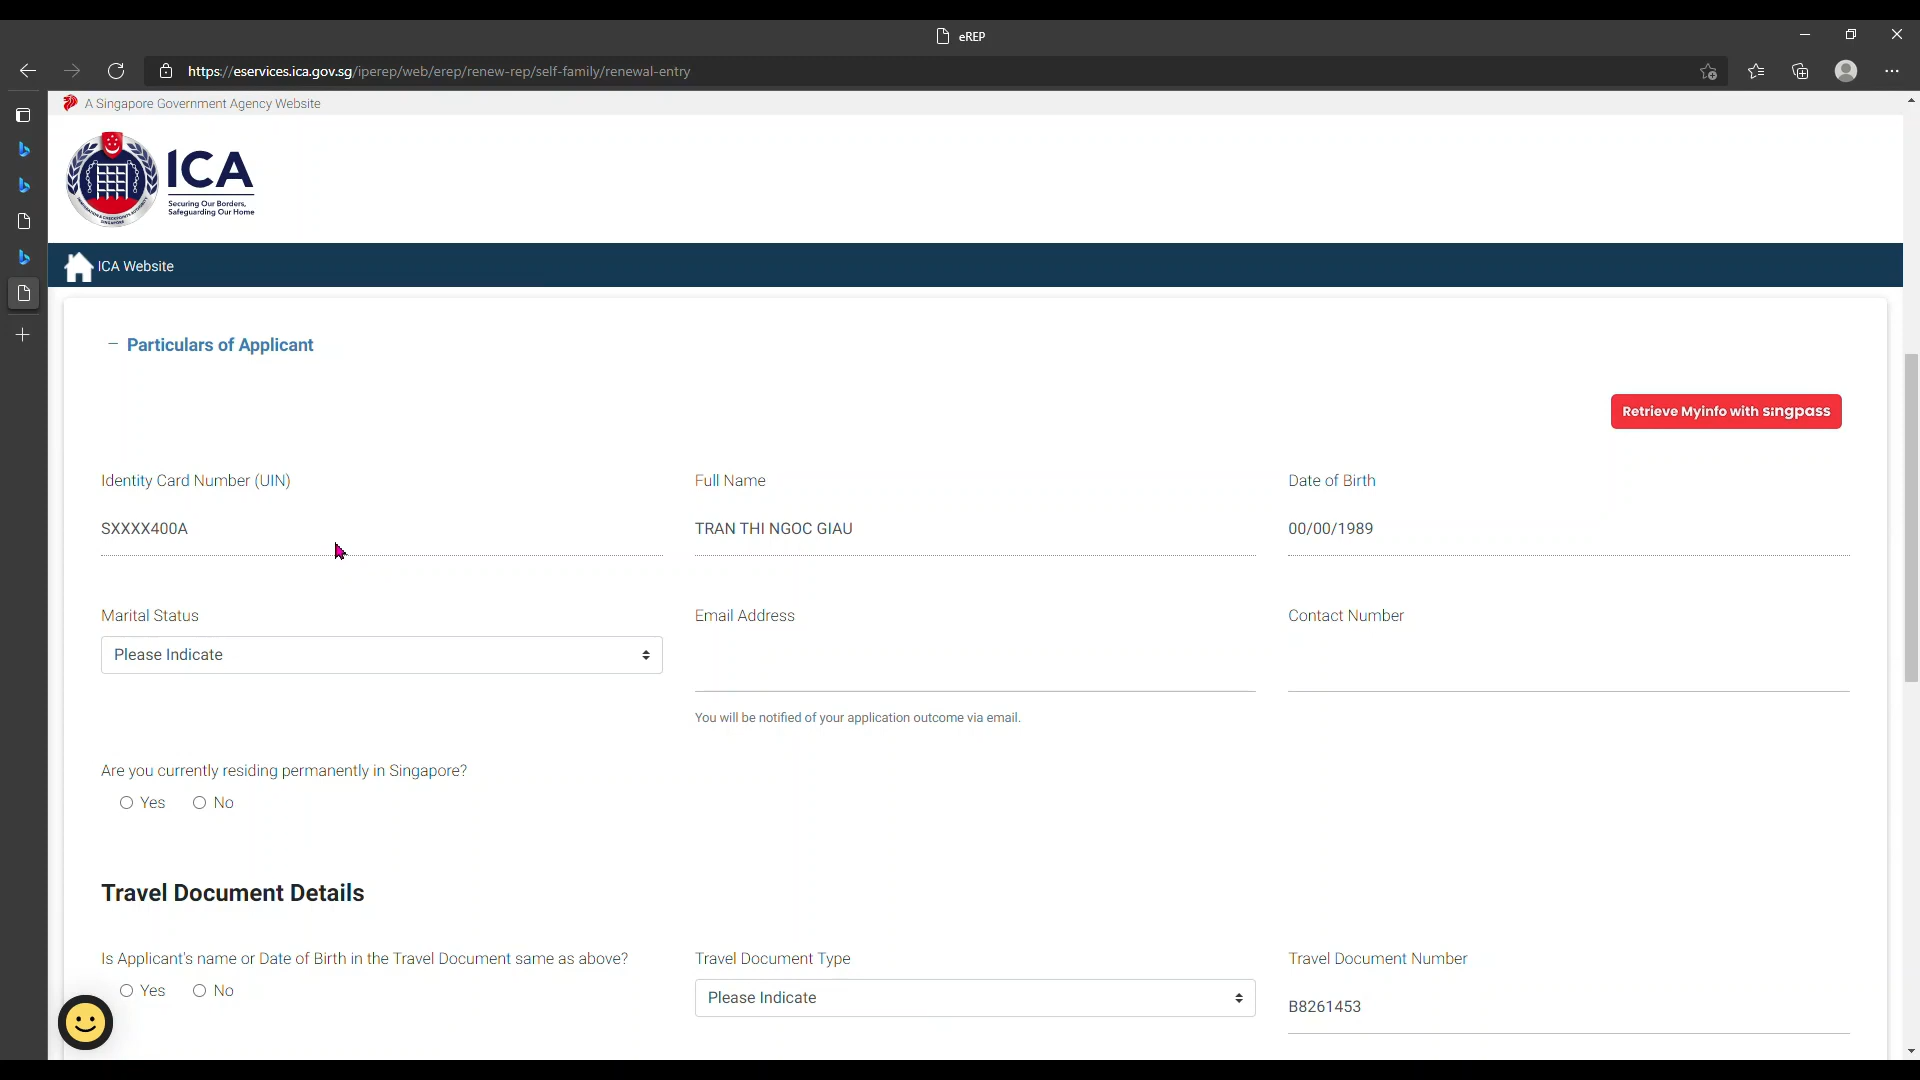 eREP
https://eservices.ica.gov.sg/iperep/web/erep/renew-rep/self-family/renewal-entry
A Singapore Government Agency Website
ICA
Securing Our Borders,
Safeguarding Our Home
ICA Website
− Particulars of Applicant
Retrieve Myinfo with singpass
Identity Card Number (UIN) Full Name Date of Birth
SXXXX400A TRAN THI NGOC GIAU 00/00/1989
Marital Status Email Address Contact Number
Please Indicate
You will be notified of your application outcome via email.
Are you currently residing permanently in Singapore?
Yes No
Travel Document Details
Is Applicant's name or Date of Birth in the Travel Document same as above? Travel Document Type Travel Document Number
Yes No Please Indicate B8261453